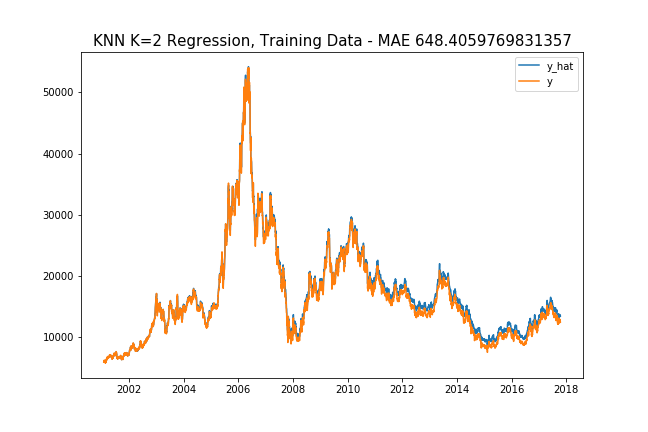 KNN K=2 Regression, Training Data - MAE 648.4059769831357
y_hat
y
50000
40000
30000
20000
10000
2002 2004 2006 2008 2010 2012 2014 2016 2018